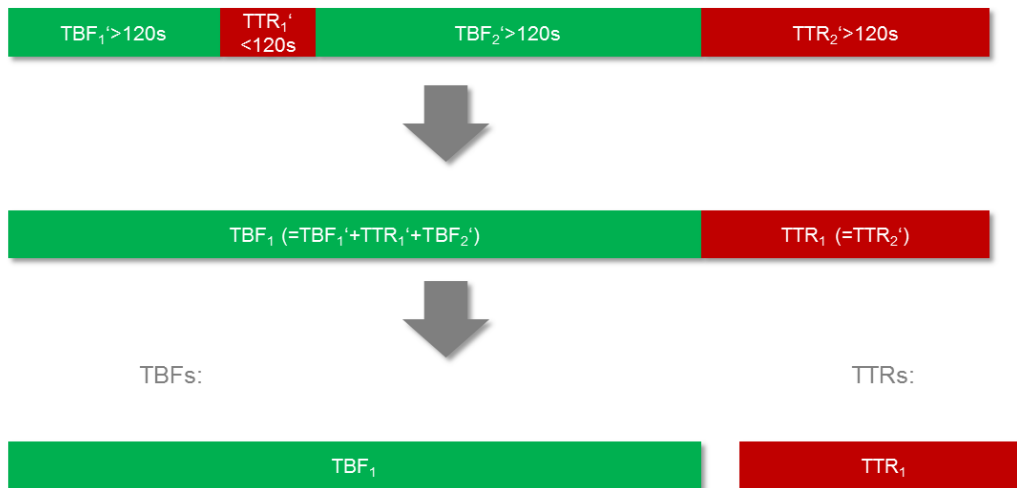 TBF₁‘>120s
TTR₁‘
<120s
TBF₂‘>120s
TTR₂‘>120s
TBF₁ (=TBF₁‘+TTR₁‘+TBF₂‘)
TTR₁ (=TTR₂‘)
TBFs:
TTRs:
TBF₁
TTR₁